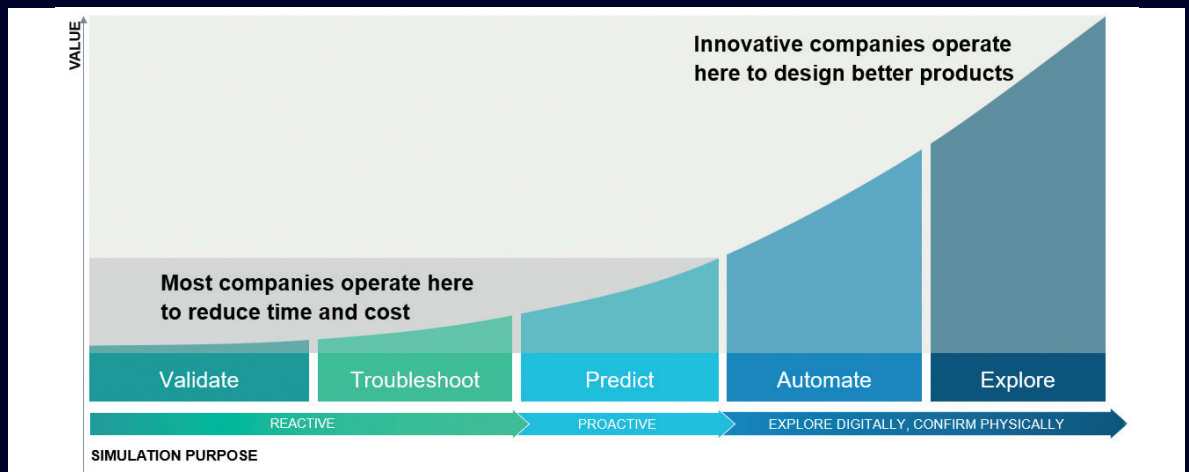 VALUE
Innovative companies operate
here to design better products
Most companies operate here
to reduce time and cost
Validate
Troubleshoot
Predict
Automate
Explore
REACTIVE
PROACTIVE
EXPLORE DIGITALLY, CONFIRM PHYSICALLY
SIMULATION PURPOSE